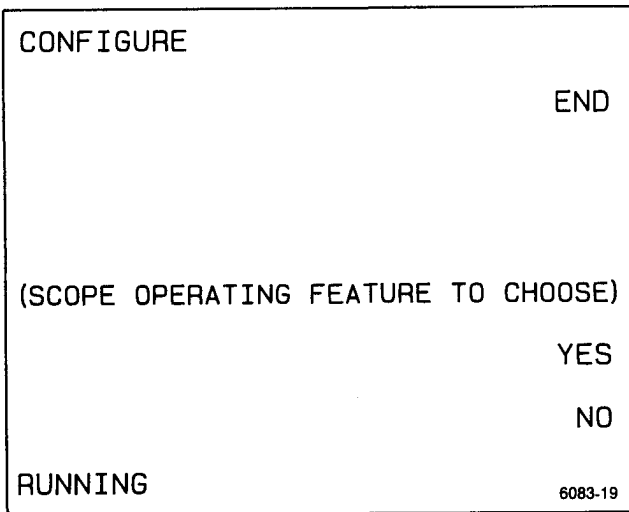 CONFIGURE
END
(SCOPE OPERATING FEATURE TO CHOOSE)
YES
NO
RUNNING
6083-19